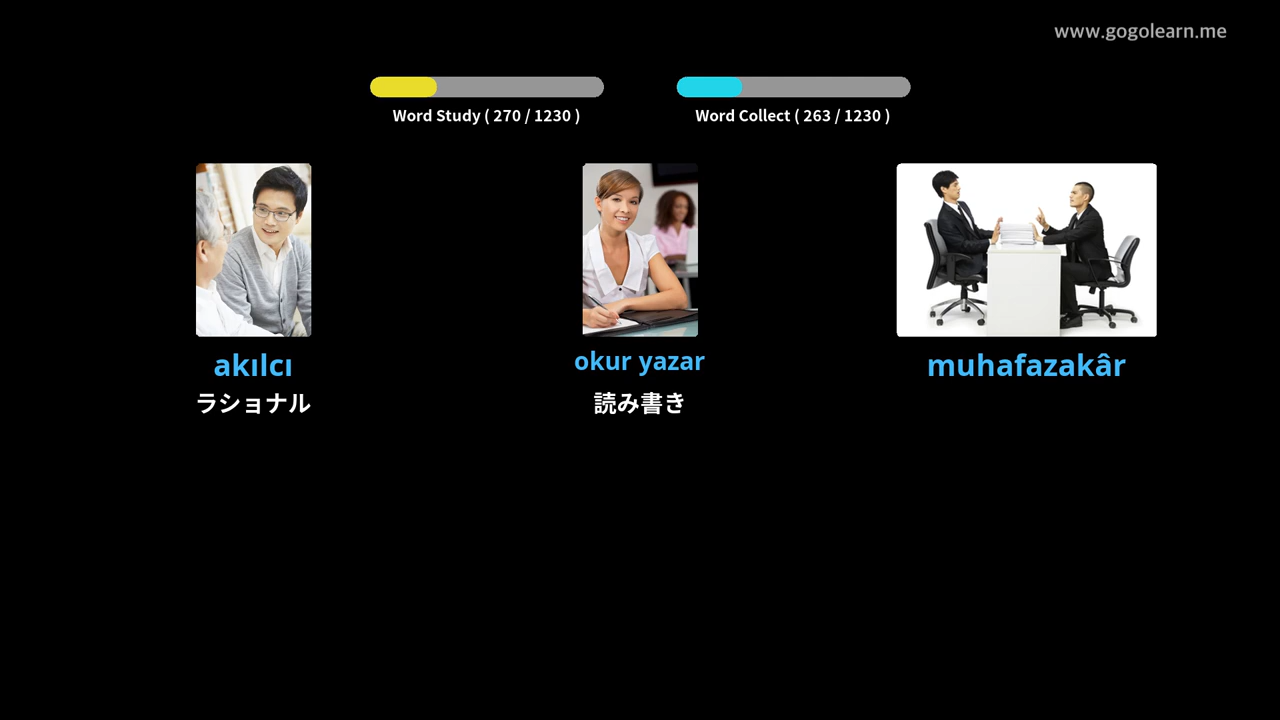 www.gogolearn.me
Word Study ( 270 / 1230 )
Word Collect ( 263 / 1230 )
akılcı
ラショナル
okur yazar
読み書き
muhafazakâr